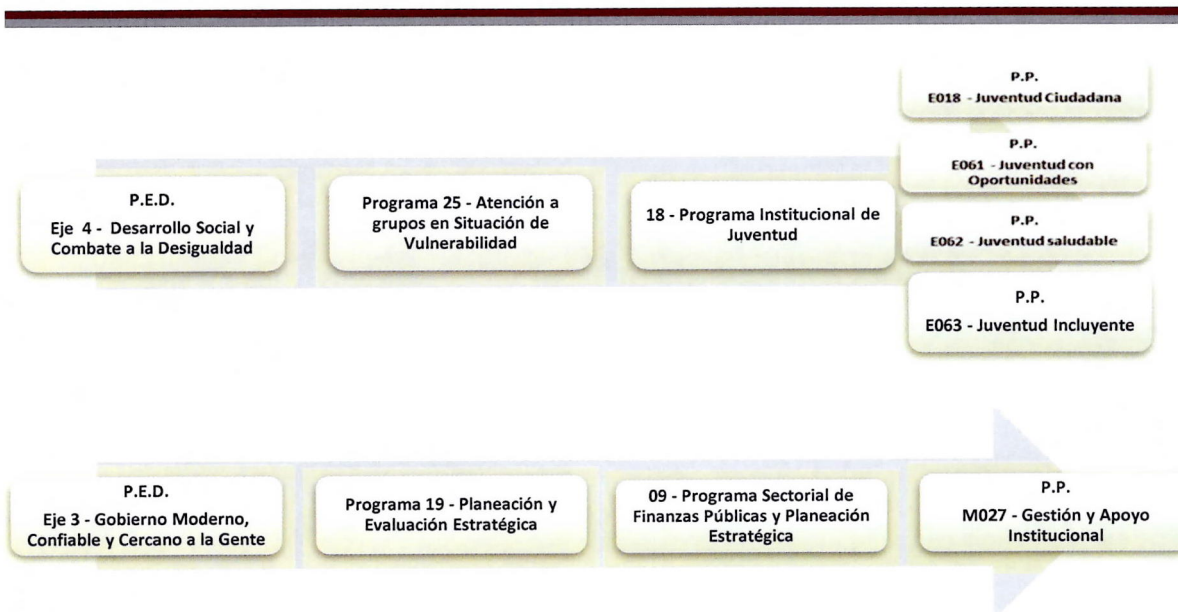 P.P.
E018 - Juventud Ciudadana
P.P.
E061 - Juventud con
Oportunidades
P.E.D.
Eje 4 - Desarrollo Social y
Combate a la Desigualdad
Programa 25 - Atención a
grupos en Situación de
Vulnerabilidad
18 - Programa Institucional de
Juventud
P.P.
E062 - Juventud saludable
P.P.
E063 - Juventud Incluyente
P.E.D.
Eje 3 - Gobierno Moderno,
Confiable y Cercano a la Gente
Programa 19 - Planeación y
Evaluación Estratégica
09 - Programa Sectorial de
Finanzas Públicas y Planeación
Estratégica
P.P.
M027 - Gestión y Apoyo
Institucional